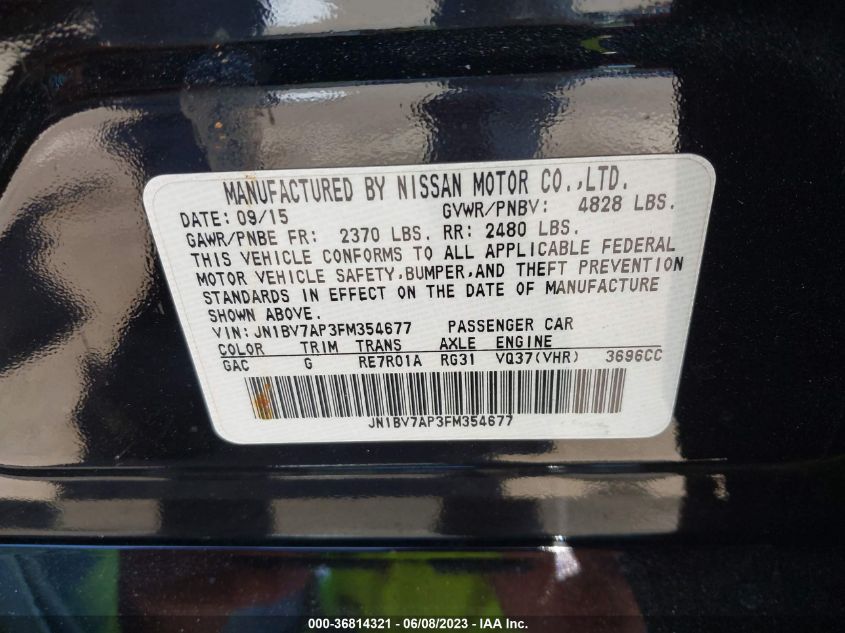 MANUFACTURED BY NISSAN MOTOR CO.,LTD.
DATE: 09/15 GVWR/PNBV: 4828 LBS.
GAWR/PNBE FR: 2370 LBS. RR: 2480 LBS.
THIS VEHICLE CONFORMS TO ALL APPLICABLE FEDERAL
MOTOR VEHICLE SAFETY,BUMPER,AND THEFT PREVENTION
STANDARDS IN EFFECT ON THE DATE OF MANUFACTURE
SHOWN ABOVE.
VIN:JN1BV7AP3FM354677 PASSENGER CAR
COLOR TRIM TRANS AXLE ENGINE
GAC G RE7R01A RG31 VQ37(VHR) 3696CC
JN1BV7AP3FM354677
000-36814321 - 06/08/2023 - IAA Inc.